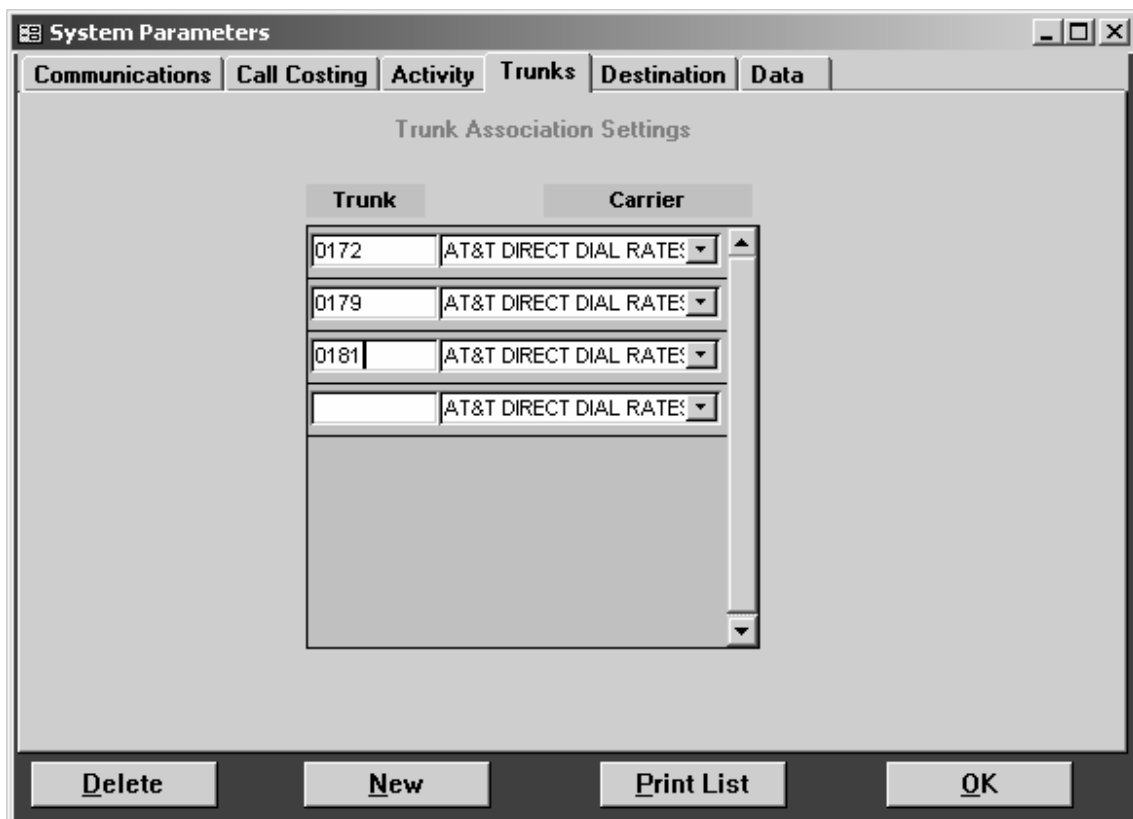 System Parameters
Communications Call Costing Activity Trunks Destination Data
Trunk Association Settings
Trunk Carrier
0172 AT&T DIRECT DIAL RATES
0179 AT&T DIRECT DIAL RATES
0181 AT&T DIRECT DIAL RATES
AT&T DIRECT DIAL RATES
Delete New Print List OK